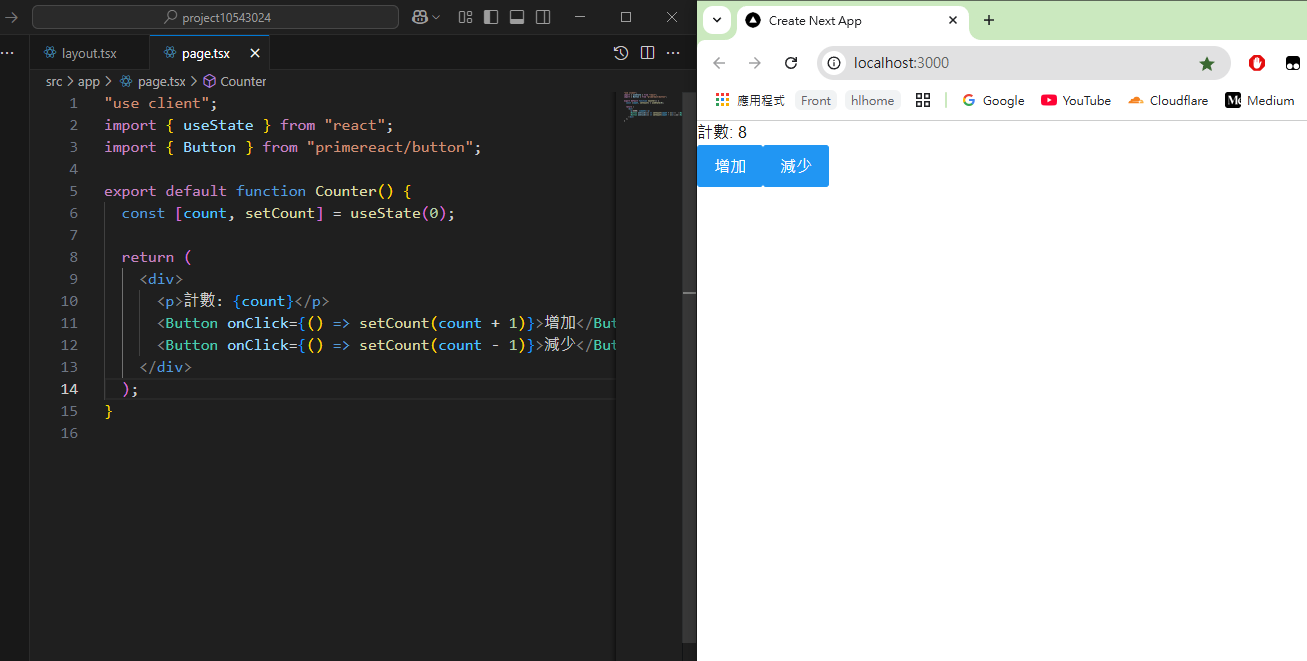 project10543024
layout.tsx
page.tsx
src > app > page.tsx > Counter
1 "use client";
2 import { useState } from "react";
3 import { Button } from "primereact/button";
4
5 export default function Counter() {
6 const [count, setCount] = useState(0);
7
8 return (
9 <div>
10 <p>計數: {count}</p>
11 <Button onClick={() => setCount(count + 1)}>增加</But
12 <Button onClick={() => setCount(count - 1)}>減少</But
13 </div>
14 );
15 }
16
Create Next App
localhost:3000
應用程式 Front hlhome Google YouTube Cloudflare Medium
計數: 8
增加 減少